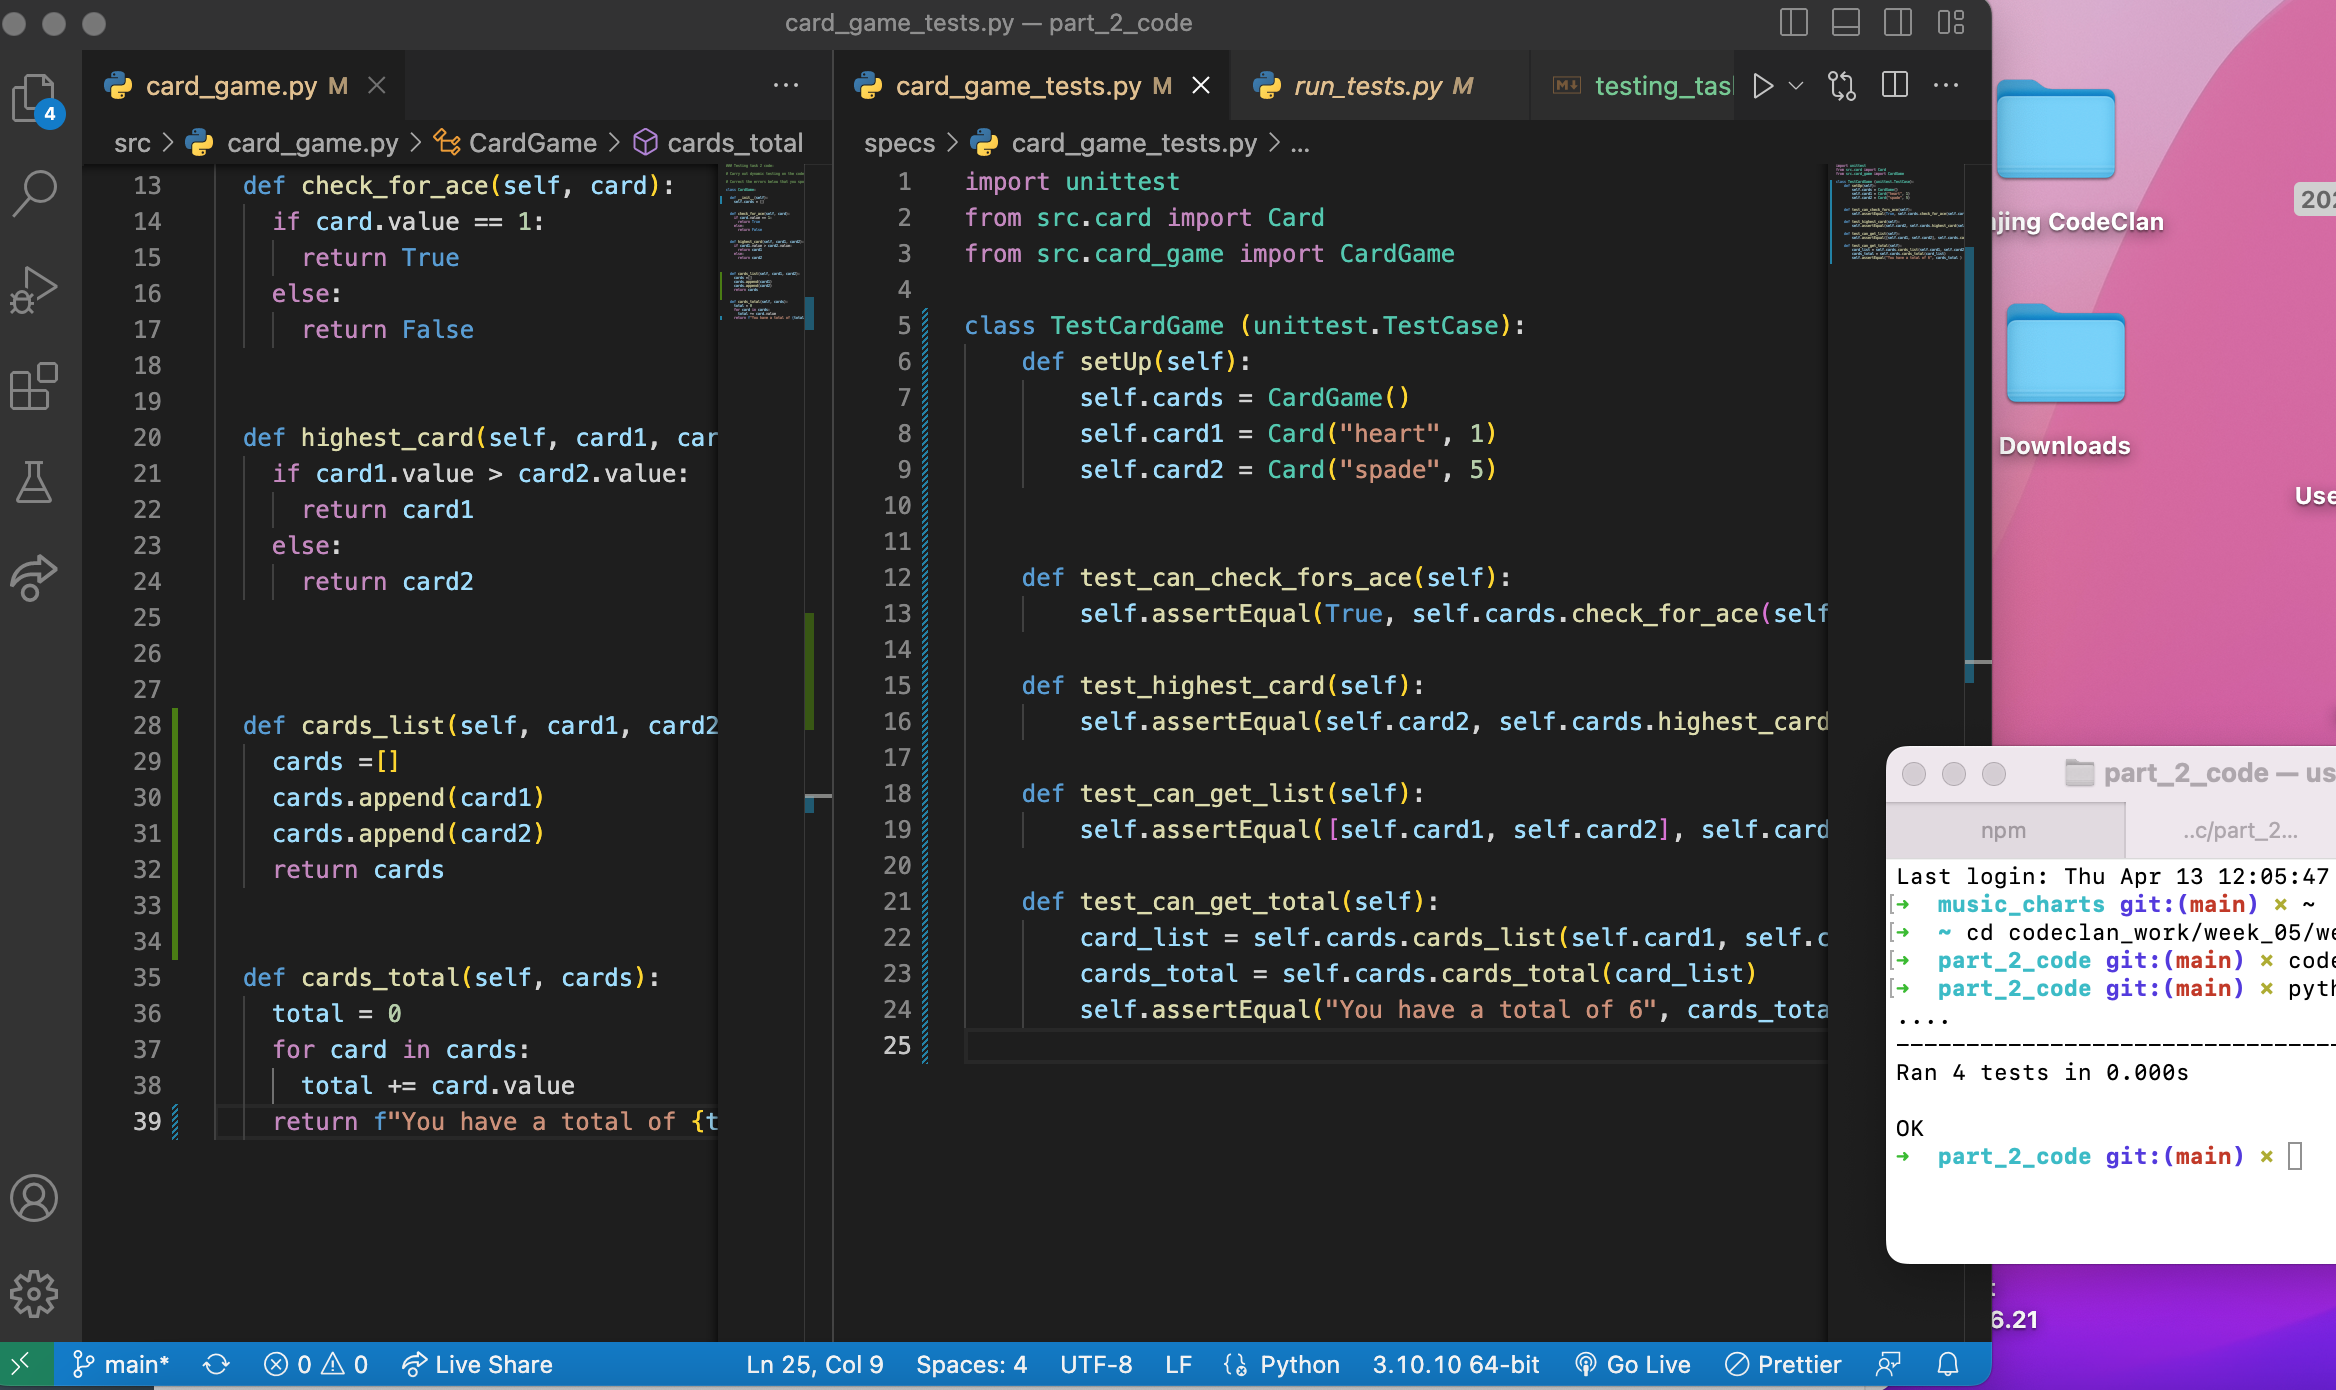 card_game_tests.py — part_2_code
card_game.py M
card_game_tests.py M
run_tests.py M
testing_tas
4
src > card_game.py > CardGame > cards_total
specs > card_game_tests.py > ...
13 def check_for_ace(self, card):
14 if card.value == 1:
15 return True
16 else:
17 return False
18
19
20 def highest_card(self, card1, car
21 if card1.value > card2.value:
22 return card1
23 else:
24 return card2
25
26
27
28 def cards_list(self, card1, card2
29 cards =[]
30 cards.append(card1)
31 cards.append(card2)
32 return cards
33
34
35 def cards_total(self, cards):
36 total = 0
37 for card in cards:
38 total += card.value
39 return f"You have a total of {t
1 import unittest
2 from src.card import Card
3 from src.card_game import CardGame
4
5 class TestCardGame (unittest.TestCase):
6 def setUp(self):
7 self.cards = CardGame()
8 self.card1 = Card("heart", 1)
9 self.card2 = Card("spade", 5)
10
11
12 def test_can_check_fors_ace(self):
13 self.assertEqual(True, self.cards.check_for_ace(self
14
15 def test_highest_card(self):
16 self.assertEqual(self.card2, self.cards.highest_card
17
18 def test_can_get_list(self):
19 self.assertEqual([self.card1, self.card2], self.card
20
21 def test_can_get_total(self):
22 card_list = self.cards.cards_list(self.card1, self.c
23 cards_total = self.cards.cards_total(card_list)
24 self.assertEqual("You have a total of 6", cards_tota
25
jing CodeClan
202
Downloads
Use
part_2_code — us
npm
..c/part_2...
Last login: Thu Apr 13 12:05:47
[➜ music_charts git:(main) × ~
[➜ ~ cd codeclan_work/week_05/we
[➜ part_2_code git:(main) × code
[➜ part_2_code git:(main) × pyth
....
--------------------------------
Ran 4 tests in 0.000s
OK
➜ part_2_code git:(main) ×
6.21
main* 0 0 Live Share Ln 25, Col 9 Spaces: 4 UTF-8 LF Python 3.10.10 64-bit Go Live Prettier